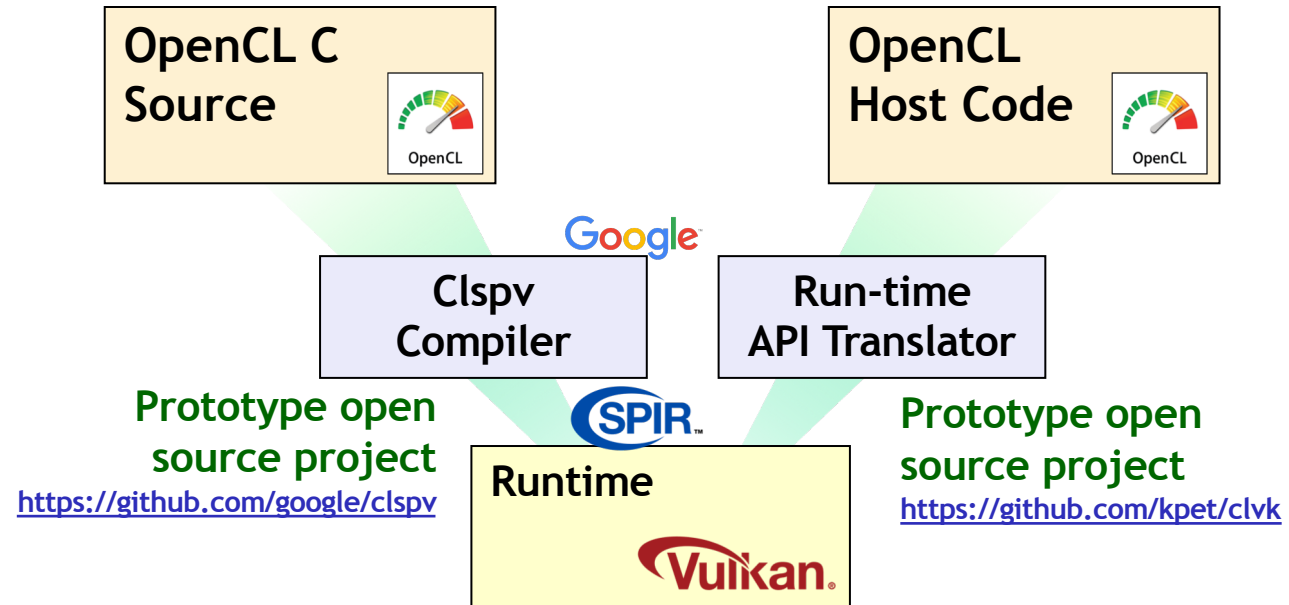 OpenCL C
Source
OpenCL
OpenCL
Host Code
OpenCL
Google
Clspv
Compiler
Run-time
API Translator
Prototype open
source project
https://github.com/google/clspv
SPIR™
Prototype open
source project
https://github.com/kpet/clvk
Runtime
Vulkan®